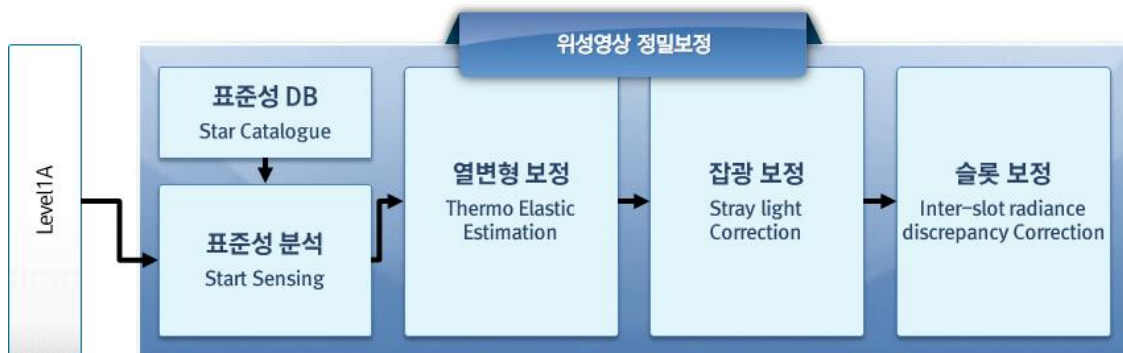 위성영상 정밀보정
Level1A
표준성 DB
Star Catalogue
표준성 분석
Start Sensing
열변형 보정
Thermo Elastic
Estimation
잡광 보정
Stray light
Correction
슬롯 보정
Inter-slot radiance
discrepancy Correction